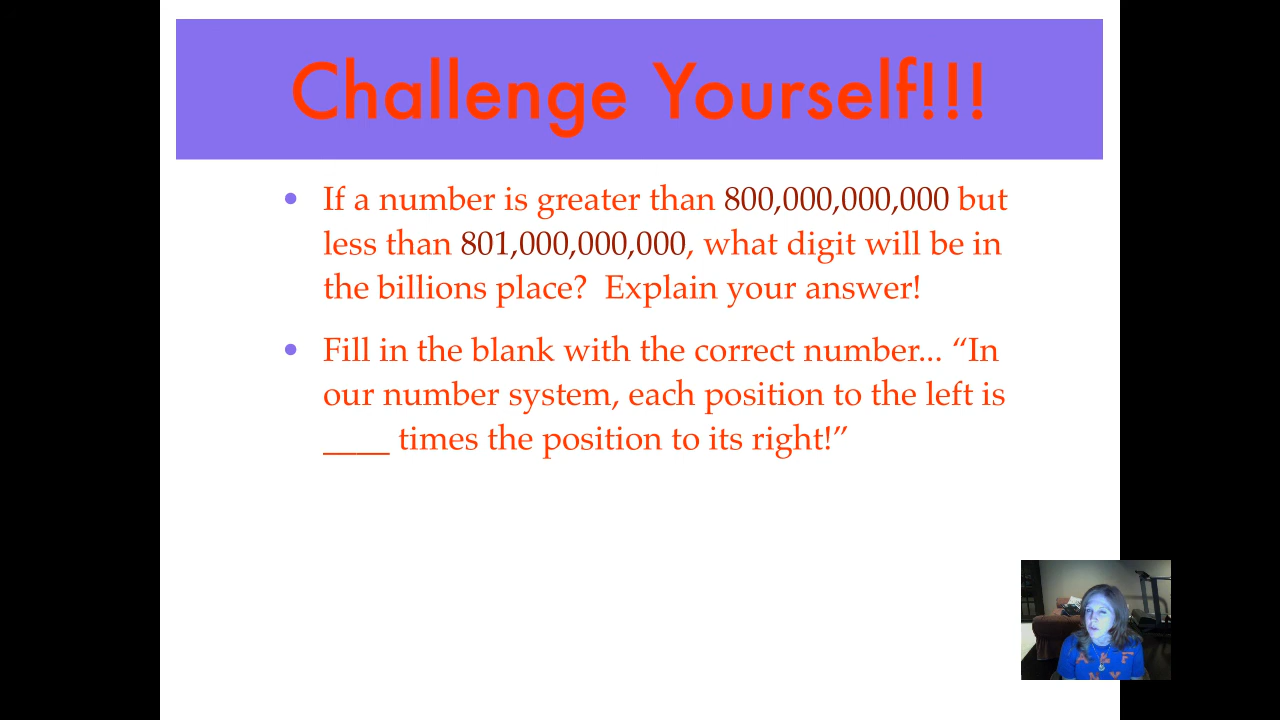 Challenge Yourself!!!
• If a number is greater than 800,000,000,000 but
less than 801,000,000,000, what digit will be in
the billions place?  Explain your answer!
• Fill in the blank with the correct number... “In
our number system, each position to the left is
____ times the position to its right!”